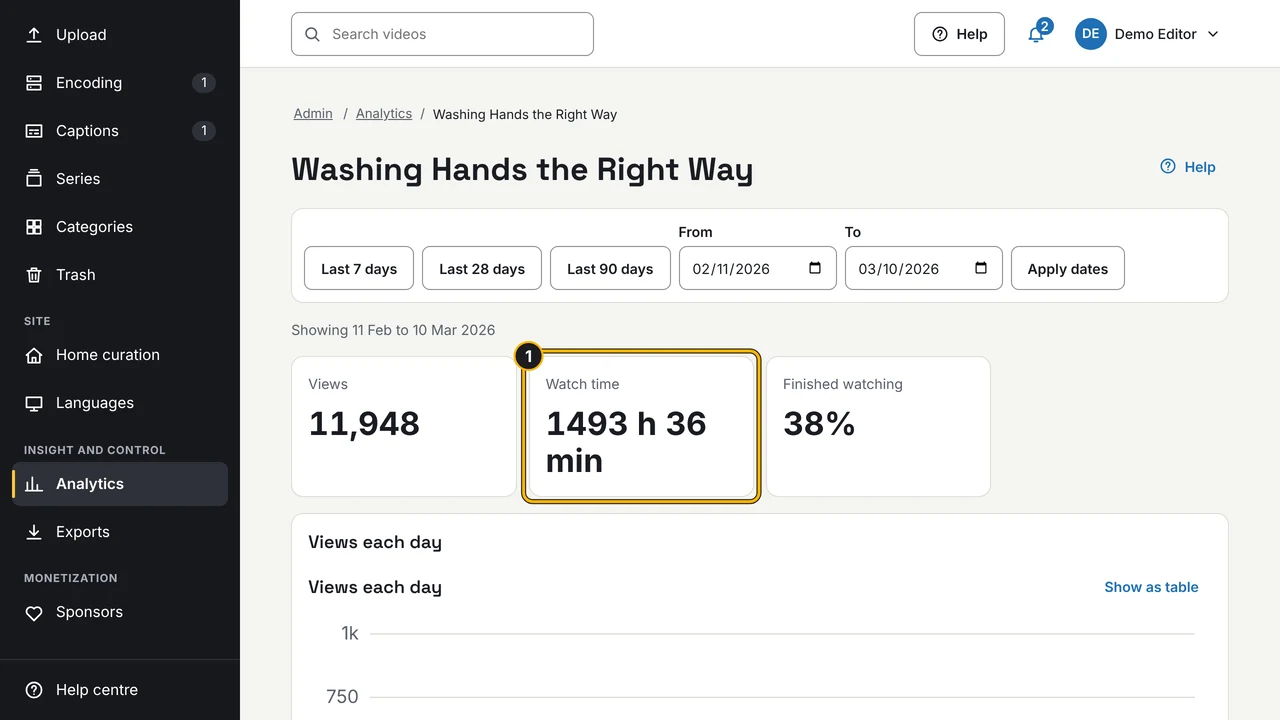 Upload
Encoding 1
Captions 1
Series
Categories
Trash
SITE
Home curation
Languages
INSIGHT AND CONTROL
Analytics
Exports
MONETIZATION
Sponsors
Help centre
Search videos
Help
2
DE Demo Editor
Admin / Analytics / Washing Hands the Right Way
Washing Hands the Right Way
Help
From To
Last 7 days Last 28 days Last 90 days 02/11/2026 03/10/2026 Apply dates
Showing 11 Feb to 10 Mar 2026
1
Views
11,948
Watch time
1493 h 36
min
Finished watching
38%
Views each day
Views each day Show as table
1k
750